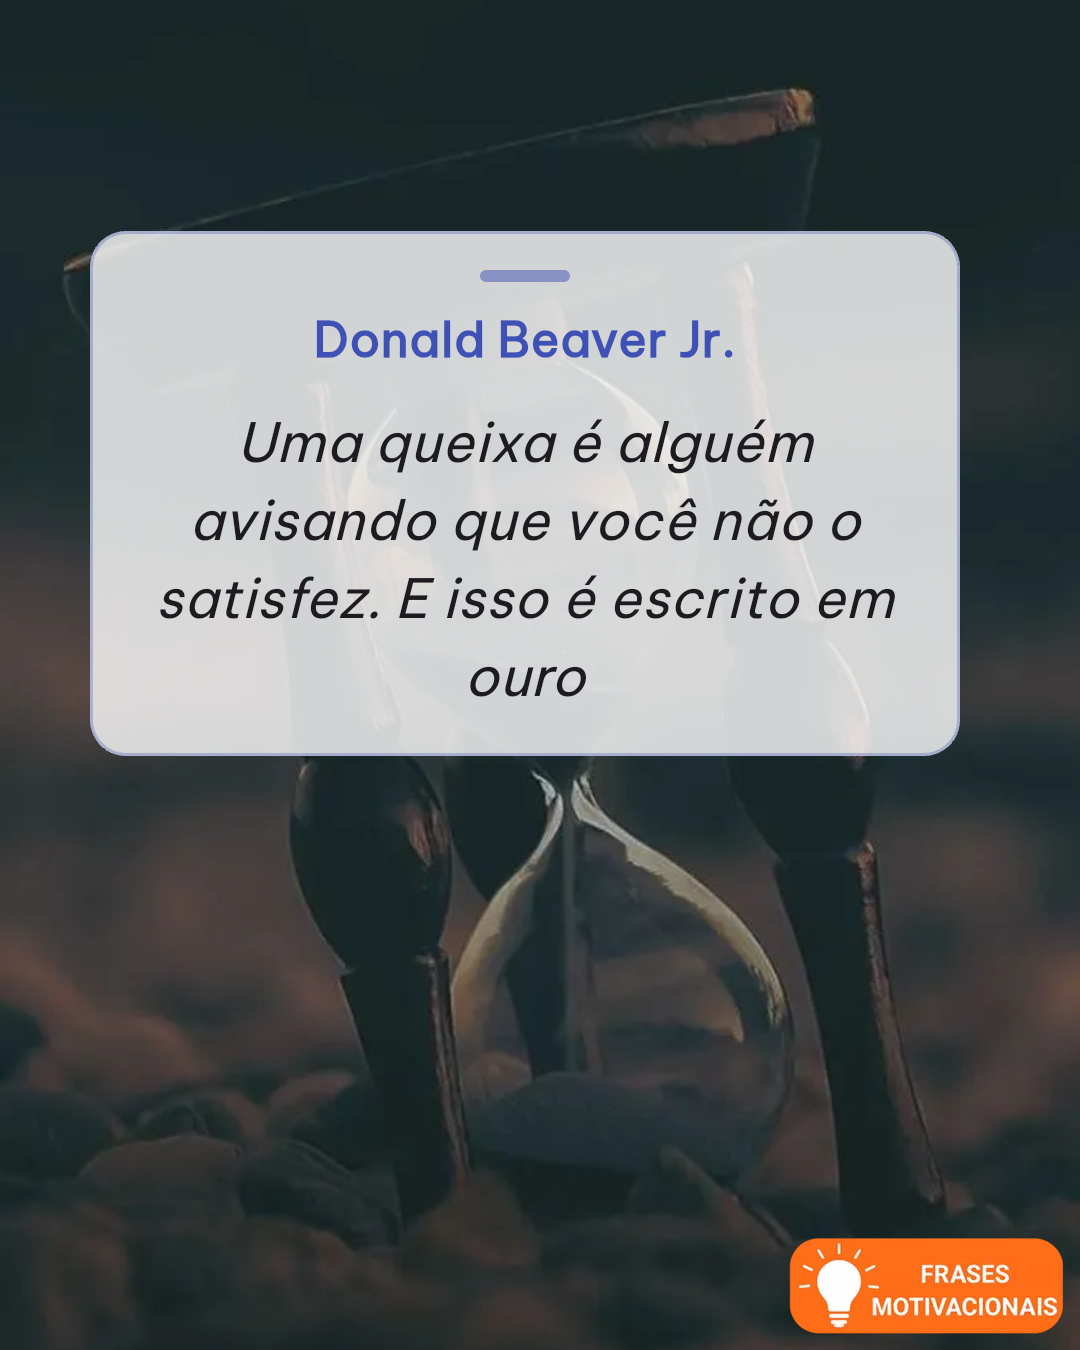 Donald Beaver Jr.
Uma queixa é alguém
avisando que você não o
satisfez. E isso é escrito em
ouro
FRASES
MOTIVACIONAIS